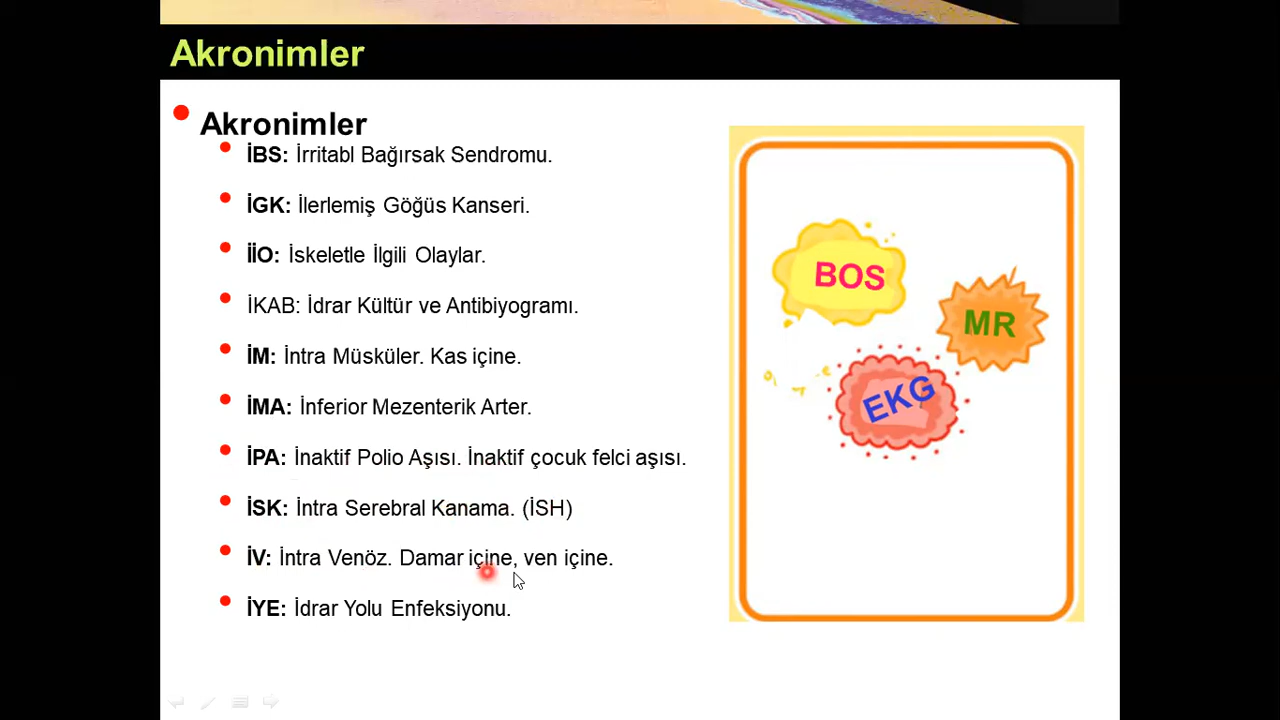 Akronimler
Akronimler
İBS: İrritabl Bağırsak Sendromu.
İGK: İlerlemiş Göğüs Kanseri.
İİO: İskeletle İlgili Olaylar.
İKAB: İdrar Kültür ve Antibiyogramı.
İM: İntra Müsküler. Kas içine.
İMA: İnferior Mezenterik Arter.
İPA: İnaktif Polio Aşısı. İnaktif çocuk felci aşısı.
İSK: İntra Serebral Kanama. (İSH)
İV: İntra Venöz. Damar içine, ven içine.
İYE: İdrar Yolu Enfeksiyonu.
BOS
MR
EKG